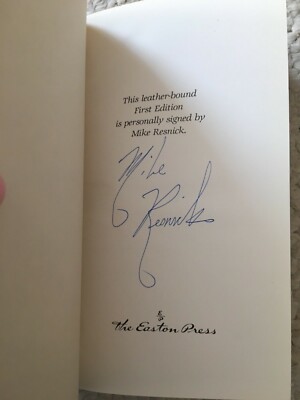 This leather-bound
First Edition
is personally signed by
Mike Resnick.
Mike
Resnick
The Easton Press